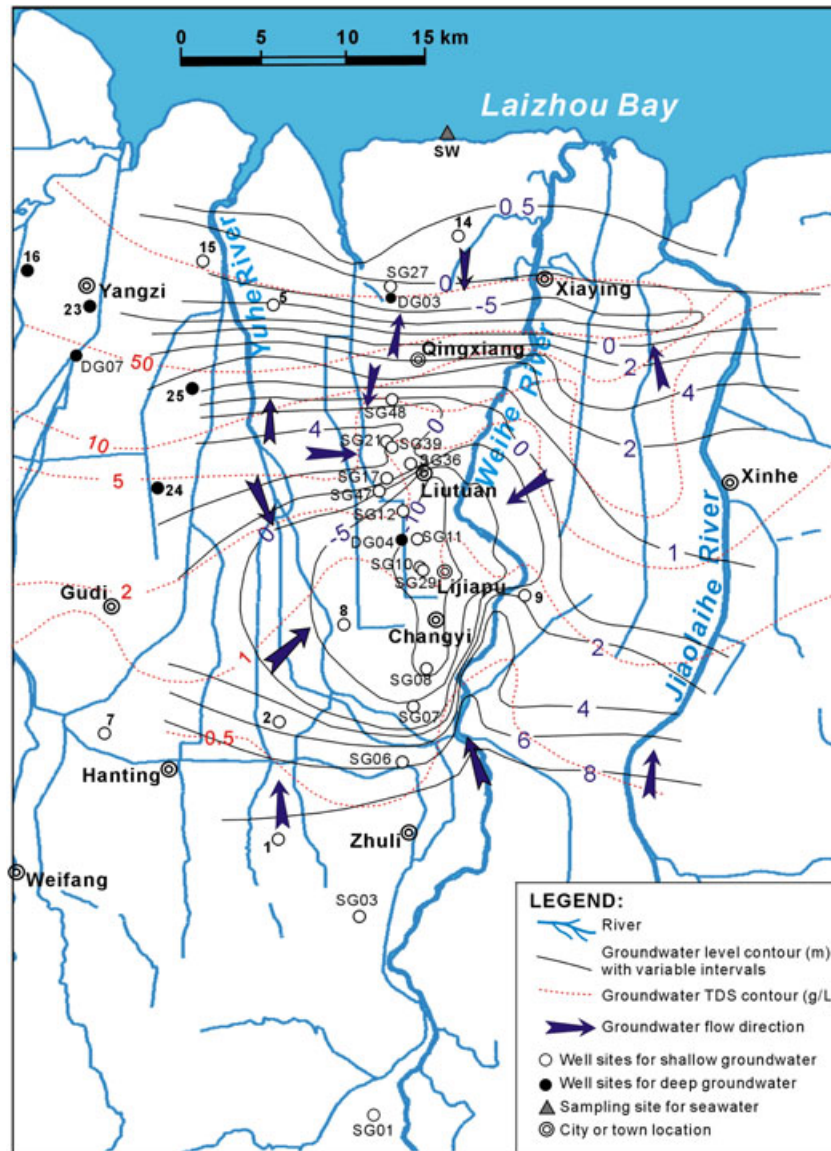 0 5 10 15 km
Laizhou Bay
SW
0.5
14
15
SG27
0
16
Yangzi
DG03
Xiaying
23
5
-5
YuheRiver
Qingxiang
0
50
2
DG07
4
25
SG48
Weihe River
10
4
0
2
SG21
SG39
0
SG36
5
SG17
Liutuan
Xinhe
24
SG47
SG12
-10
0
-5
DG04
SG11
1
SG10
SG29
Lijiapu
Gudi
2
9
8
Changyi
2
1
SG08
Jiaolaihe River
SG07
4
7
2
0.5
6
SG06
Hanting
8
1
Zhuli
Weifang
SG03
SG01
LEGEND:
River
Groundwater level contour (m)
with variable intervals
Groundwater TDS contour (g/L
Groundwater flow direction
Well sites for shallow groundwater
Well sites for deep groundwater
Sampling site for seawater
City or town location